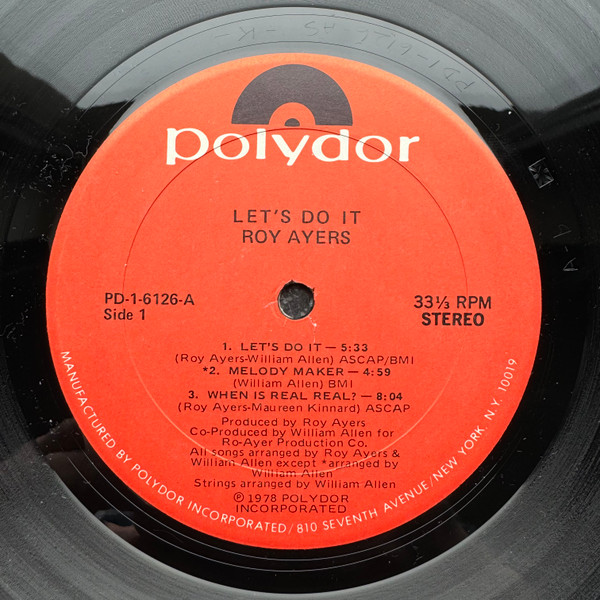 PD1-6126 AS -K-
polydor
LET'S DO IT
ROY AYERS
PD-1-6126-A
Side 1
33⅓ RPM
STEREO
1. LET'S DO IT — 5:33
(Roy Ayers-William Allen) ASCAP/BMI
*2. MELODY MAKER — 4:59
(William Allen) BMI
3. WHEN IS REAL REAL? — 8:04
(Roy Ayers-Maureen Kinnard) ASCAP
Produced by Roy Ayers
Co-Produced by William Allen for
Ro-Ayer Production Co.
All songs arranged by Roy Ayers &
William Allen except *arranged by
William Allen
Strings arranged by William Allen
℗ 1978 POLYDOR
INCORPORATED
MANUFACTURED BY POLYDOR INCORPORATED/810 SEVENTH AVENUE/NEW YORK, N.Y. 10019